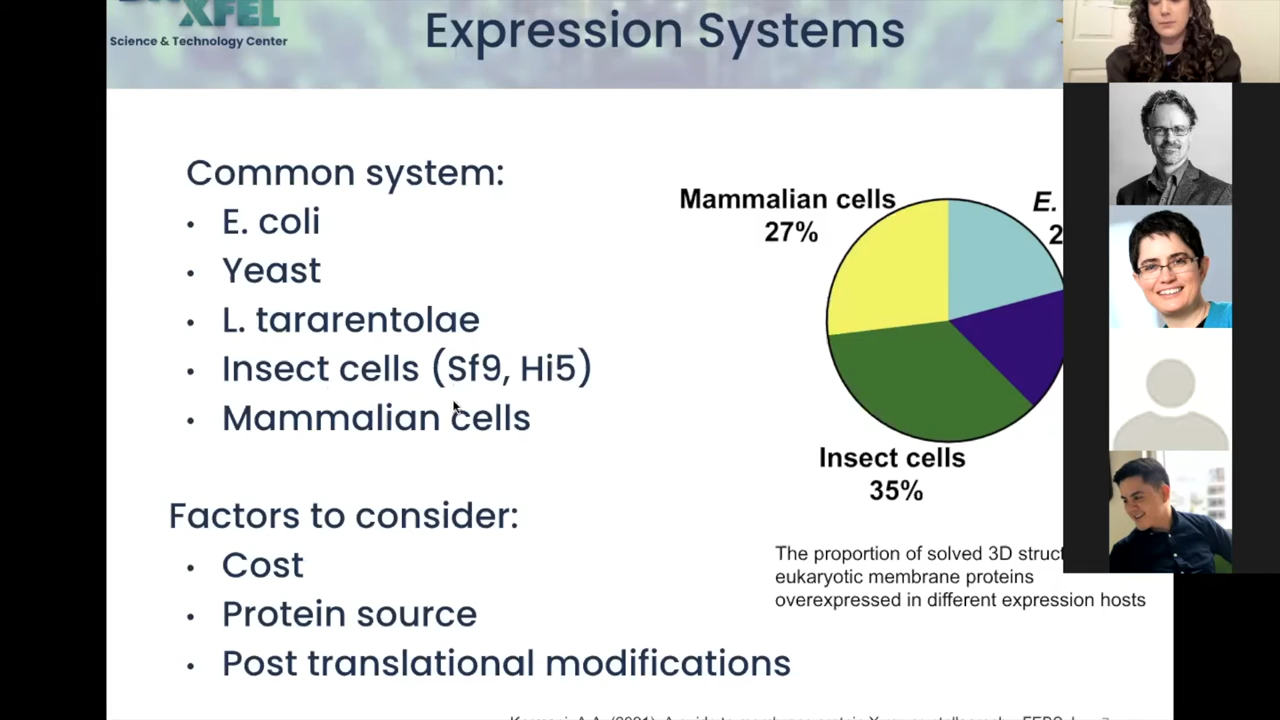 XFEL
Science & Technology Center
Expression Systems
Common system:
• E. coli
• Yeast
• L. tararentolae
• Insect cells (Sf9, Hi5)
• Mammalian cells
Factors to consider:
• Cost
• Protein source
• Post translational modifications
Mammalian cells
27%
E.
2
Insect cells
35%
The proportion of solved 3D struct
eukaryotic membrane proteins
overexpressed in different expression hosts